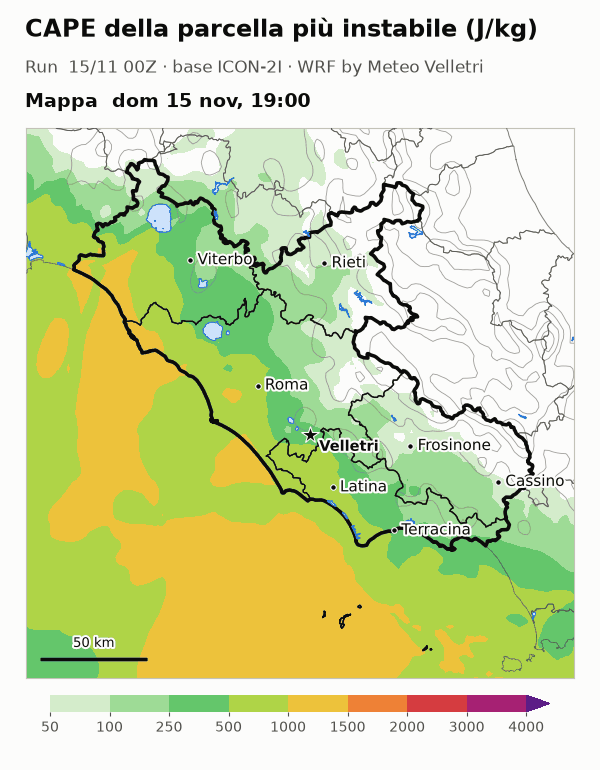 CAPE della parcella più instabile (J/kg)
Run  15/11 00Z · base ICON-2I · WRF by Meteo Velletri
Mappa  dom 15 nov, 19:00
Viterbo
Rieti
Roma
Velletri
Frosinone
Cassino
Latina
Terracina
50 km
50 100 250 500 1000 1500 2000 3000 4000